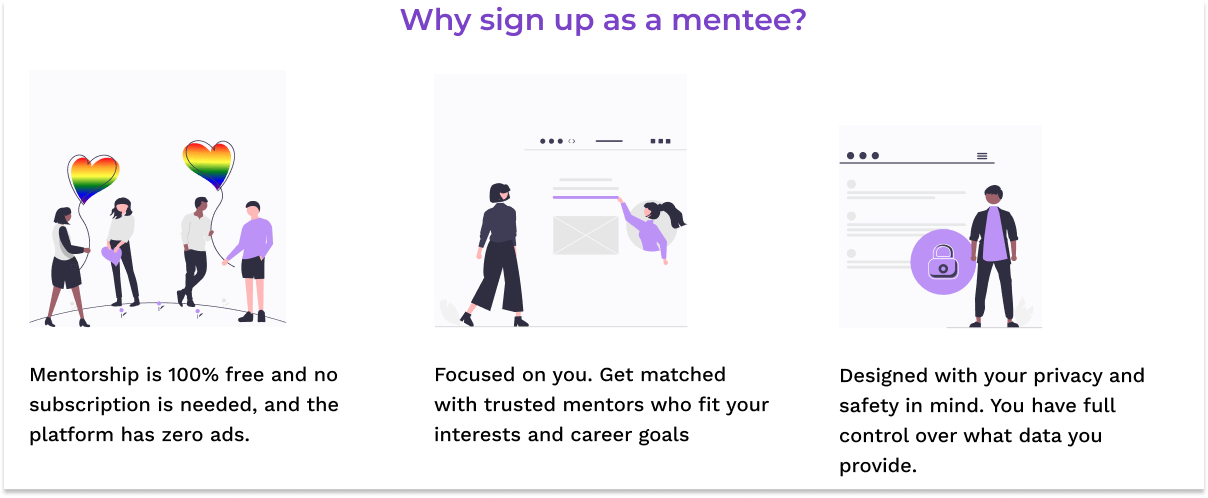 Why sign up as a mentee?
Mentorship is 100% free and no
subscription is needed, and the
platform has zero ads.
Focused on you. Get matched
with trusted mentors who fit your
interests and career goals
Designed with your privacy and
safety in mind. You have full
control over what data you
provide.